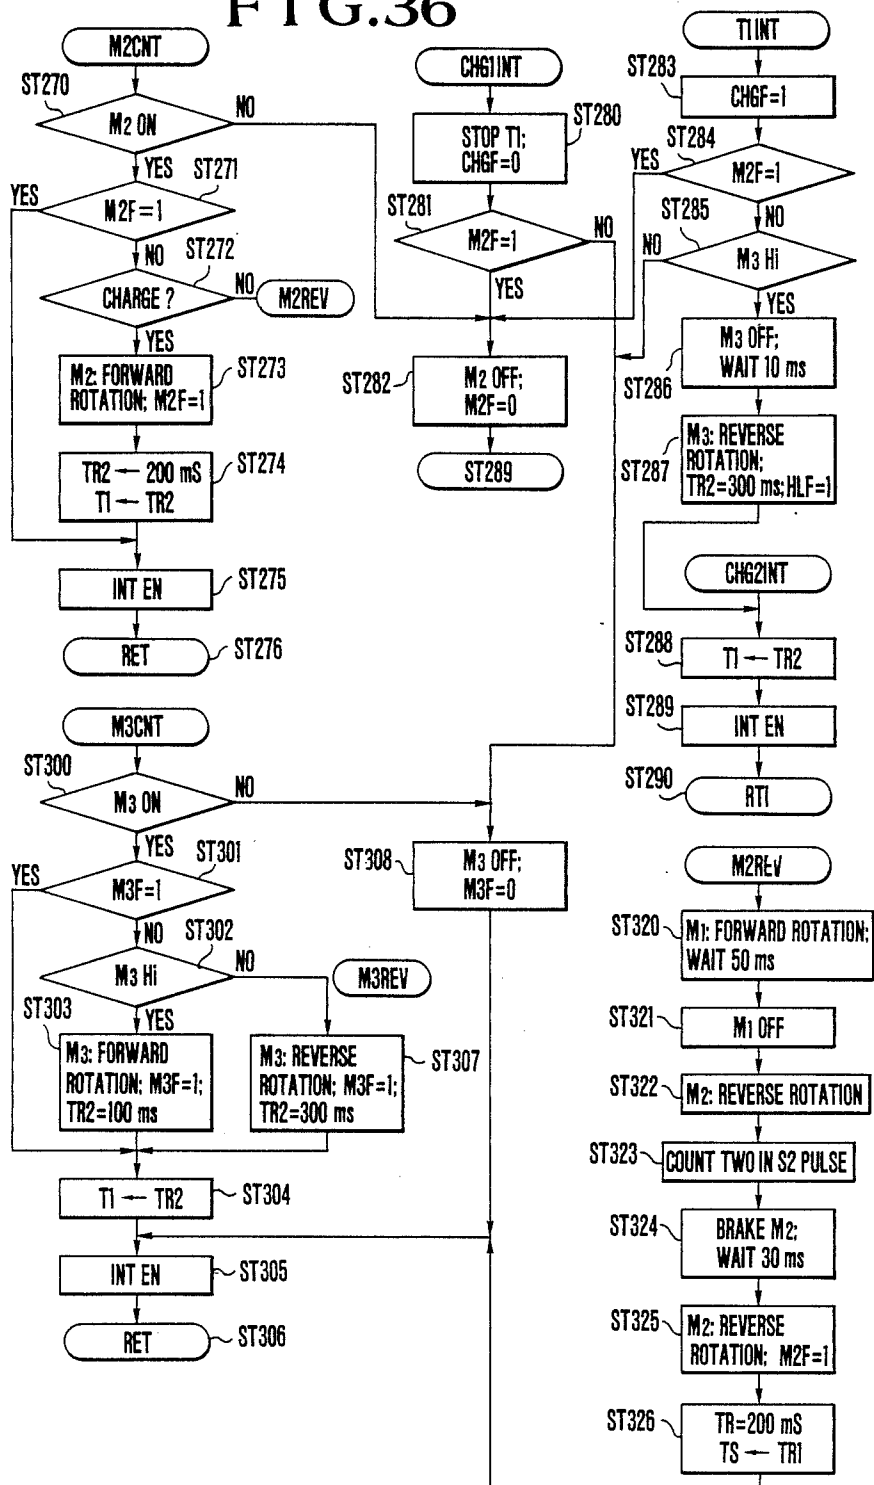 FIG.36
M2CNT
ST270
M2 ON
NO
YES
ST271
YES
M2F=1
NO
ST272
CHARGE ?
NO
M2REV
YES
M2: FORWARD
ROTATION; M2F=1
ST273
TR2 ← 200 mS
T1 ← TR2
ST274
INT EN
ST275
RET
ST276
CHG1INT
STOP T1;
CHGF=0
ST280
ST281
M2F=1
NO
YES
ST282
M2 OFF;
M2F=0
ST289
T1INT
ST283
CHGF=1
ST284
YES
M2F=1
NO
ST285
NO
M3 Hi
YES
M3 OFF;
WAIT 10 ms
ST286
M3: REVERSE
ROTATION;
TR2=300 ms;HLF=1
ST287
CHG2INT
ST288
T1 ← TR2
ST289
INT EN
ST290
RTI
M3CNT
ST300
M3 ON
NO
YES
ST301
YES
M3F=1
NO
ST302
M3 Hi
NO
M3REV
ST303
YES
M3: FORWARD
ROTATION; M3F=1;
TR2=100 ms
M3: REVERSE
ROTATION; M3F=1;
TR2=300 ms
ST307
T1 ← TR2
ST304
INT EN
ST305
RET
ST306
ST308
M3 OFF;
M3F=0
M2REV
ST320
M1: FORWARD ROTATION;
WAIT 50 ms
ST321
M1 OFF
ST322
M2: REVERSE ROTATION
ST323
COUNT TWO IN S2 PULSE
ST324
BRAKE M2;
WAIT 30 ms
ST325
M2: REVERSE
ROTATION; M2F=1
ST326
TR=200 mS
TS ← TR1